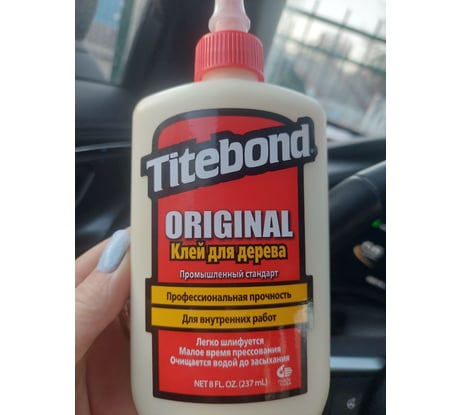 Titebond
ORIGINAL
Клей для дерева
Промышленный стандарт
Профессиональная прочность
Для внутренних работ
Легко шлифуется
Малое время прессования
Очищается водой до засыхания
NET 8 FL. OZ. (237 mL)